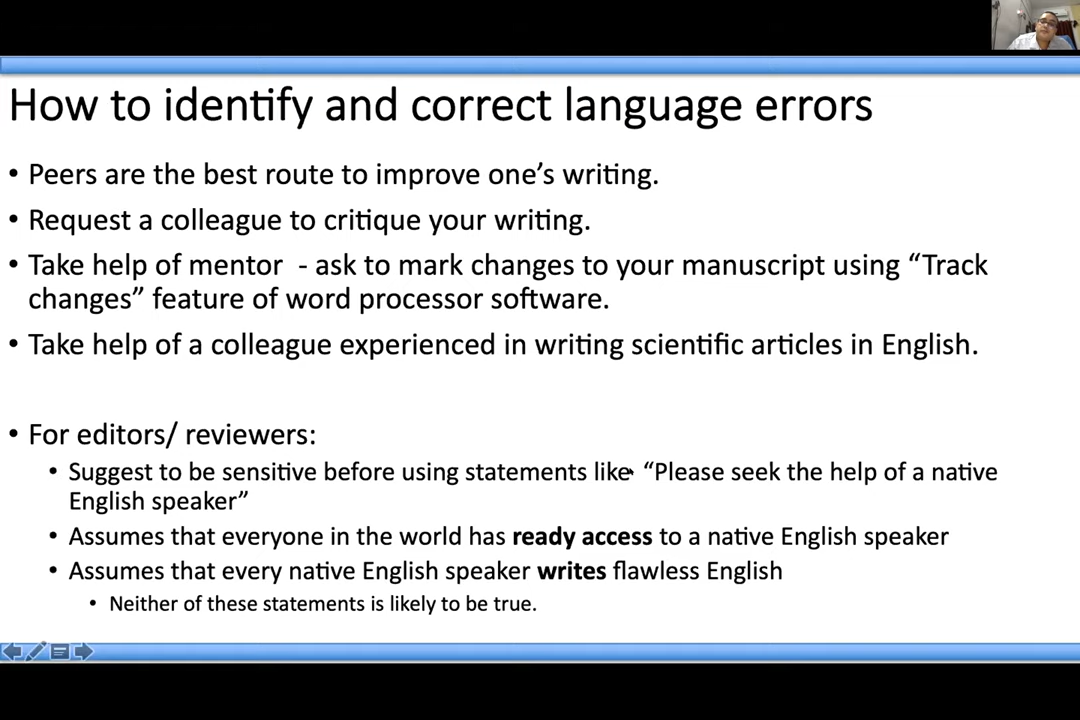 How to identify and correct language errors
• Peers are the best route to improve one’s writing.
• Request a colleague to critique your writing.
• Take help of mentor  - ask to mark changes to your manuscript using “Track
changes” feature of word processor software.
• Take help of a colleague experienced in writing scientific articles in English.
• For editors/ reviewers:
• Suggest to be sensitive before using statements like “Please seek the help of a native
English speaker”
• Assumes that everyone in the world has ready access to a native English speaker
• Assumes that every native English speaker writes flawless English
• Neither of these statements is likely to be true.